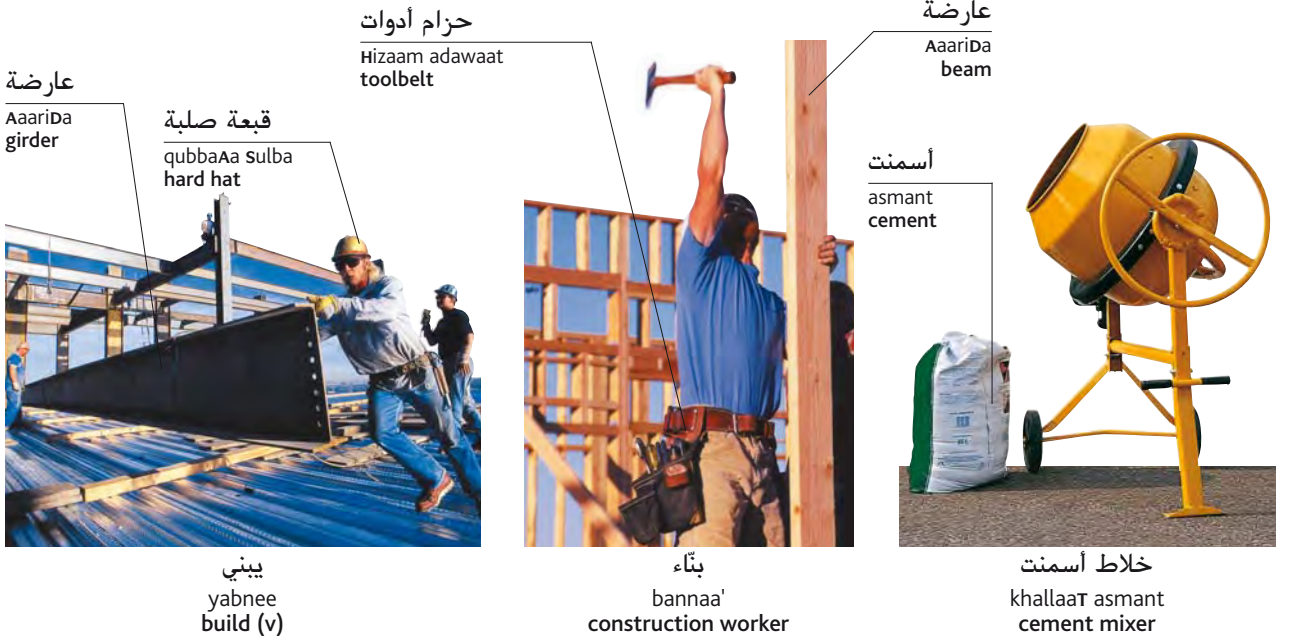 عارضة
AaariDa
girder
قبعة صلبة
qubbaAa Sulba
hard hat
يبني
yabnee
build (v)
حزام أدوات
Hizaam adawaat
toolbelt
عارضة
AaariDa
beam
بنّاء
bannaa'
construction worker
أسمنت
asmant
cement
خلاط أسمنت
khallaaT asmant
cement mixer